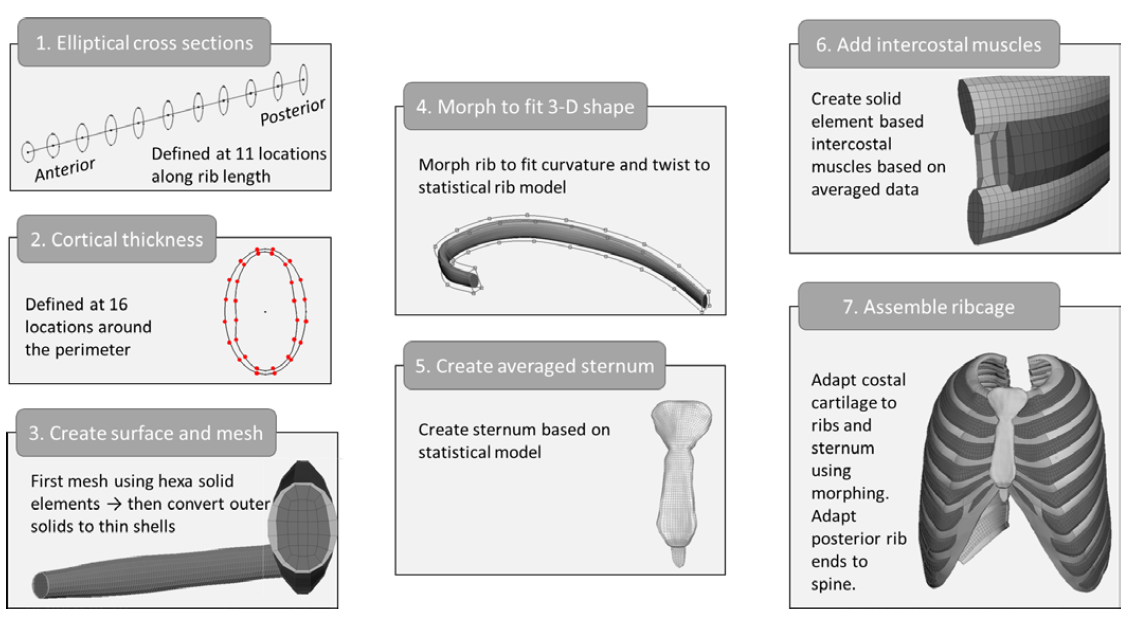 1. Elliptical cross sections
Anterior
Posterior
Defined at 11 locations
along rib length
2. Cortical thickness
Defined at 16
locations around
the perimeter
3. Create surface and mesh
First mesh using hexa solid
elements → then convert outer
solids to thin shells
4. Morph to fit 3-D shape
Morph rib to fit curvature and twist to
statistical rib model
5. Create averaged sternum
Create sternum based on
statistical model
6. Add intercostal muscles
Create solid
element based
intercostal
muscles based on
averaged data
7. Assemble ribcage
Adapt costal
cartilage to
ribs and
sternum
using
morphing.
Adapt
posterior rib
ends to
spine.